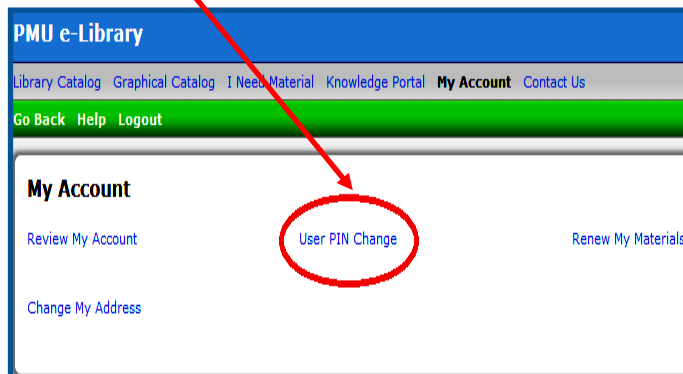 PMU e-Library
Library Catalog Graphical Catalog I Need Material Knowledge Portal My Account Contact Us
Go Back Help Logout
My Account
Review My Account User PIN Change Renew My Materials
Change My Address